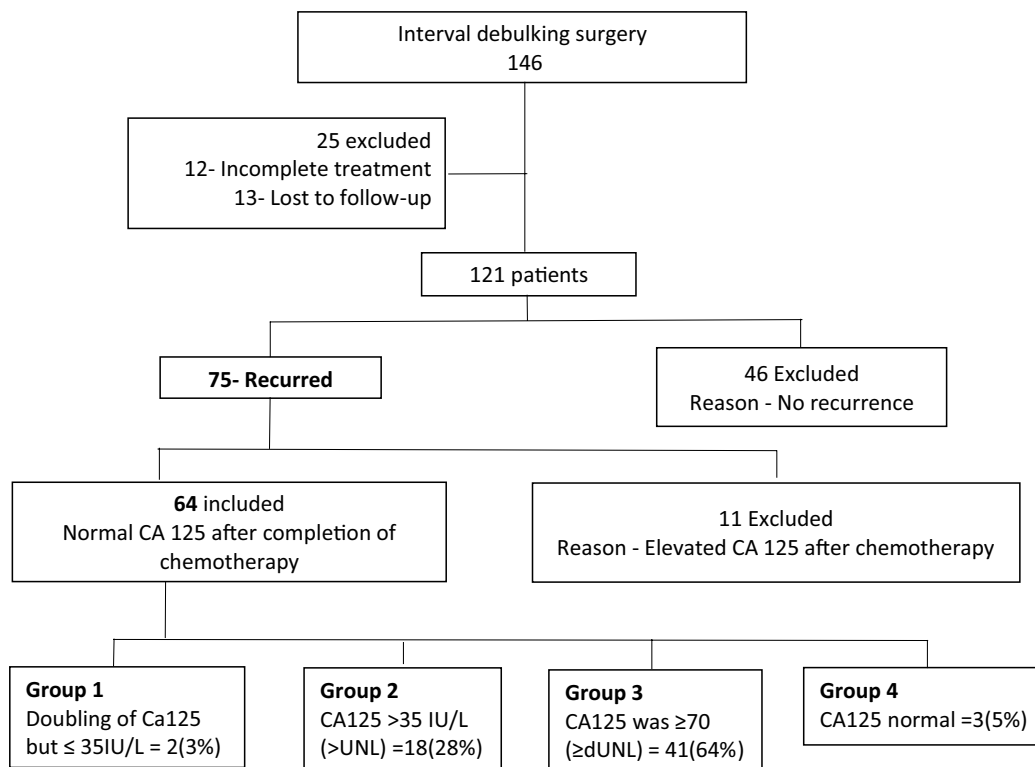 Interval debulking surgery
146
25 excluded
12- Incomplete treatment
13- Lost to follow-up
121 patients
75- Recurred
46 Excluded
Reason - No recurrence
64 included
Normal CA 125 after completion of
chemotherapy
11 Excluded
Reason - Elevated CA 125 after chemotherapy
Group 1
Doubling of Ca125
but ≤ 35IU/L = 2(3%)
Group 2
CA125 >35 IU/L
(>UNL) =18(28%)
Group 3
CA125 was ≥70
(≥dUNL) = 41(64%)
Group 4
CA125 normal =3(5%)